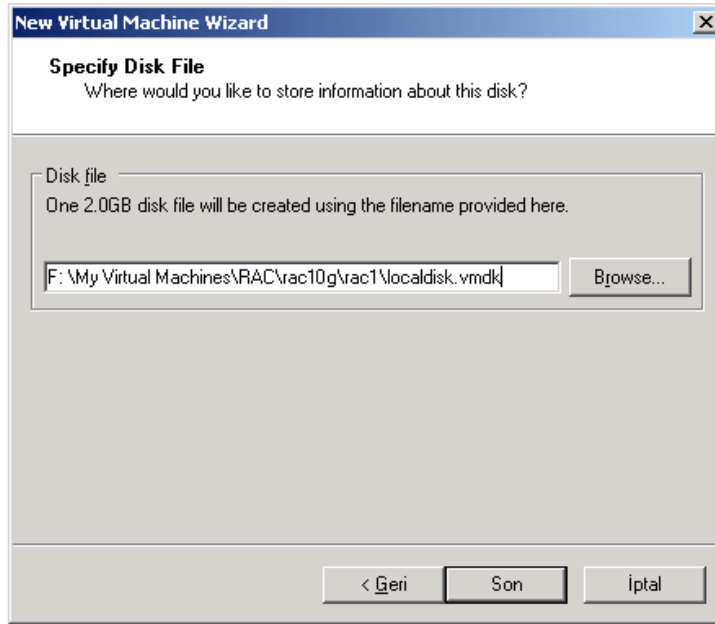 New Virtual Machine Wizard
Specify Disk File
Where would you like to store information about this disk?
Disk file
One 2.0GB disk file will be created using the filename provided here.
F: \My Virtual Machines\RAC\rac10g\rac1\localdisk.vmdk
Browse...
< Geri
Son
İptal